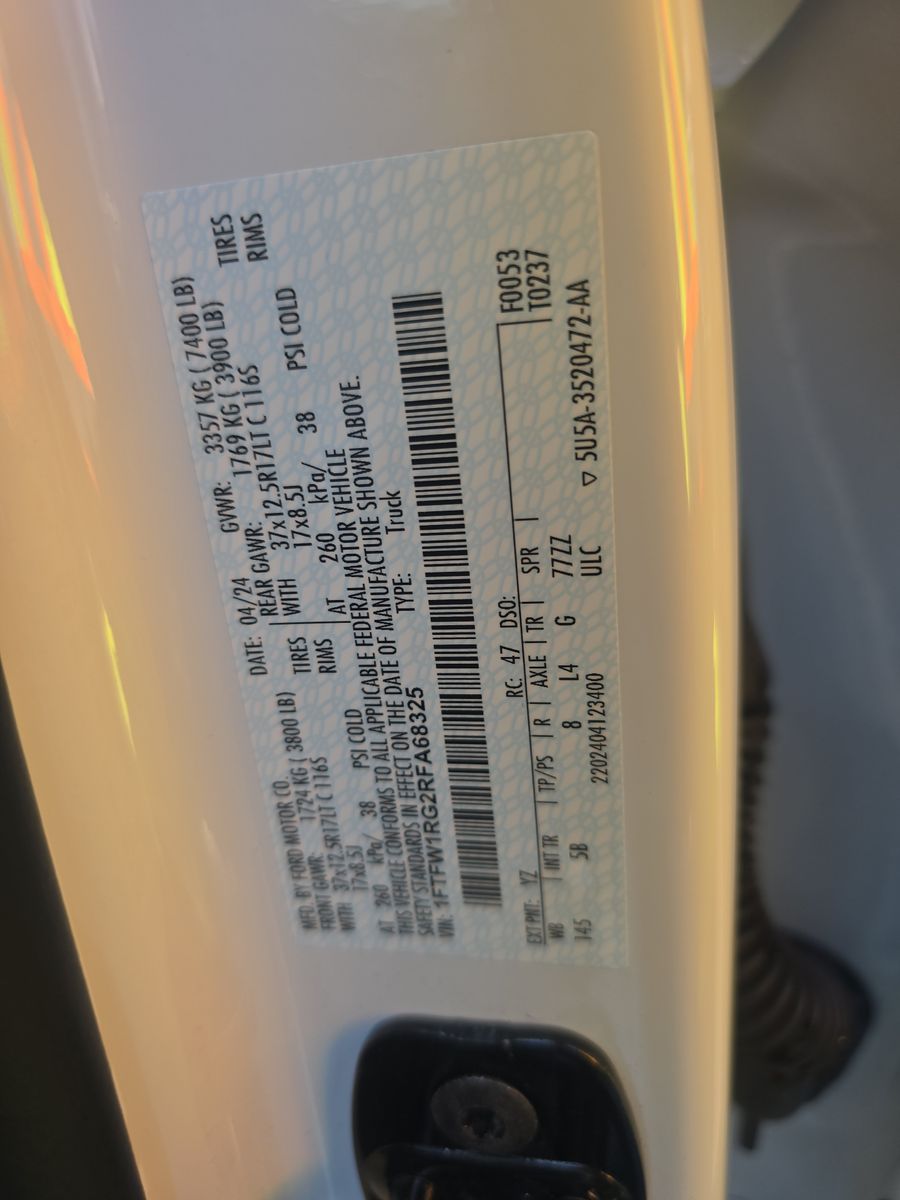 MFD. BY FORD MOTOR CO.
DATE: 04/24 GVWR: 3357 KG ( 7400 LB)
FRONT GAWR: 1724 KG ( 3800 LB)
REAR GAWR: 1769 KG ( 3900 LB)
WITH 37x12.5R17LT C 116S TIRES
17x8.5J RIMS
AT 260 kPa/ 38 PSI COLD
WITH 37x12.5R17LT C 116S TIRES
17x8.5J RIMS
AT 260 kPa/ 38 PSI COLD
THIS VEHICLE CONFORMS TO ALL APPLICABLE FEDERAL MOTOR VEHICLE
SAFETY STANDARDS IN EFFECT ON THE DATE OF MANUFACTURE SHOWN ABOVE.
VIN: 1FTFW1RG2RFA68325 TYPE: Truck
F0053
T0237
EXT PNT: YZ RC: 47 DSO:
WB INT TR TP/PS R AXLE TR SPR
145 5B 8 L4 G 77ZZ
ULC
2202404123400
▽ 5U5A-3520472-AA